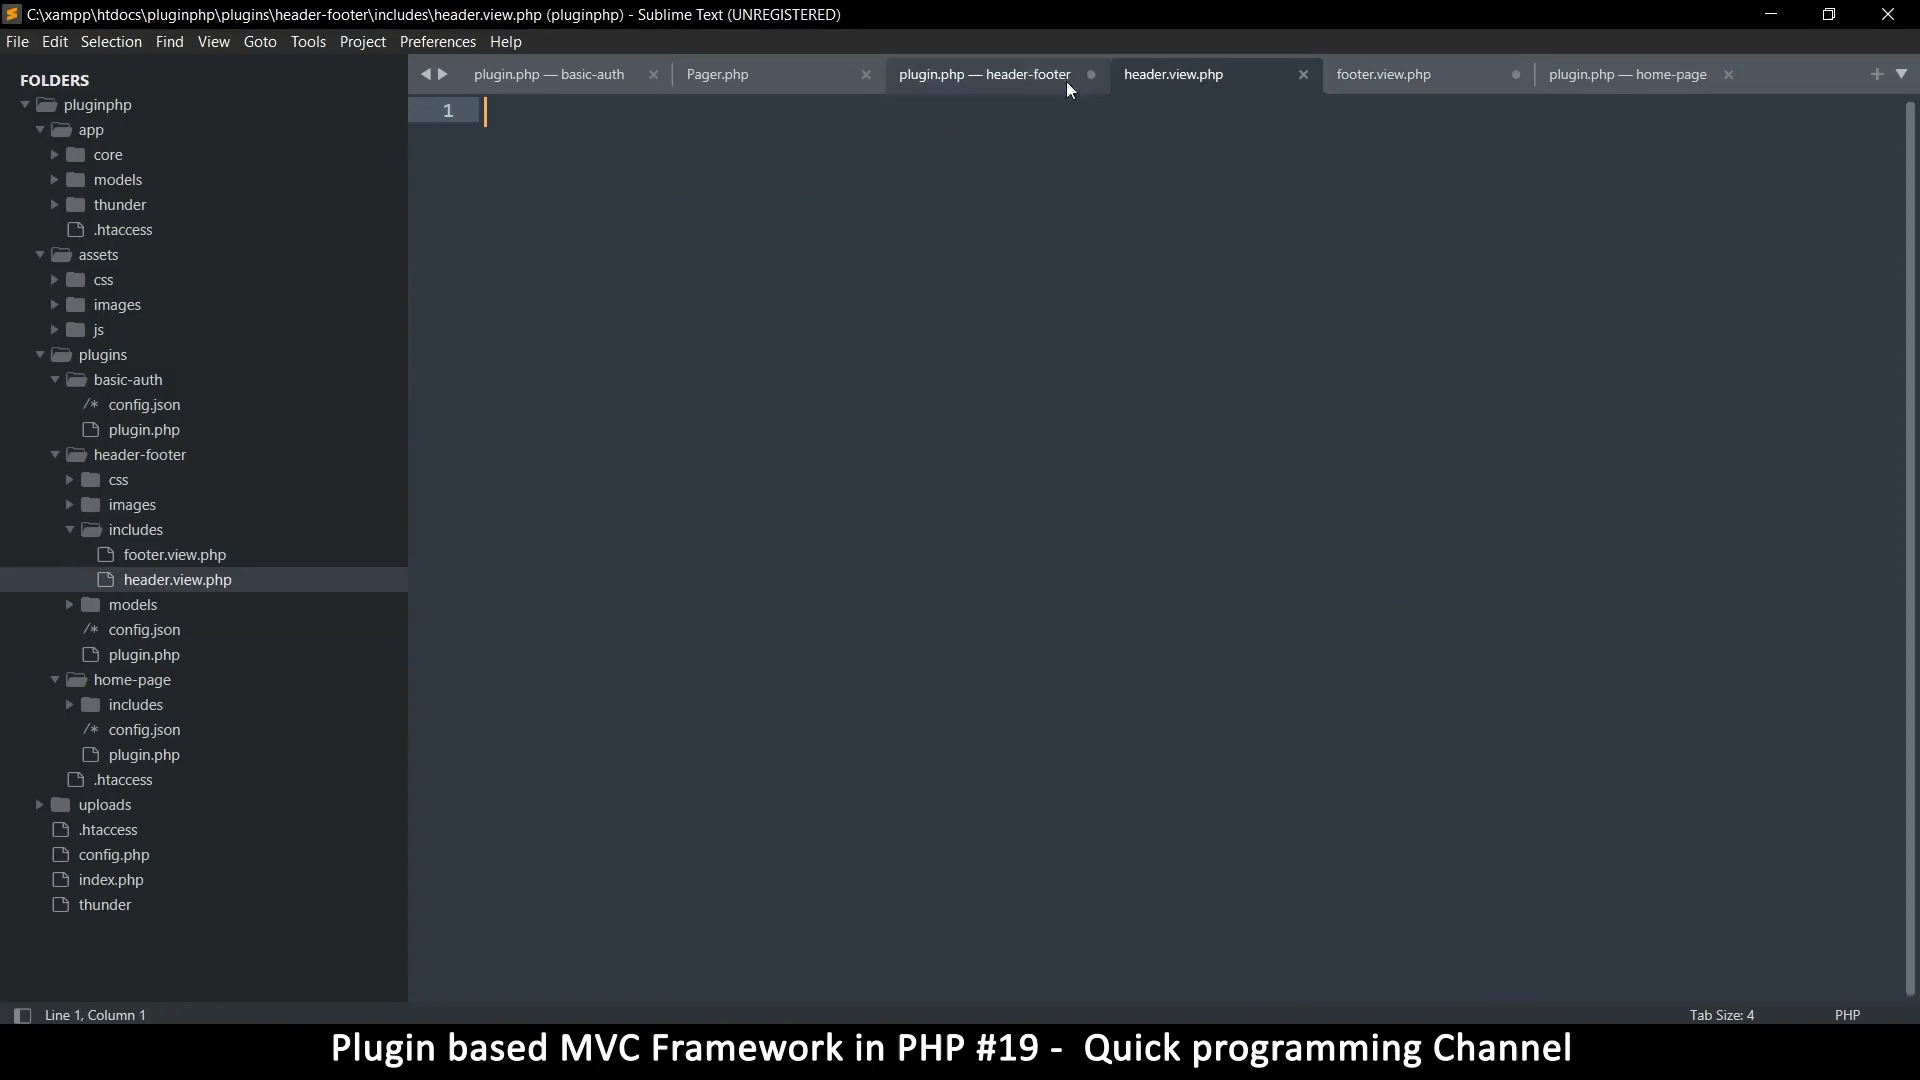 C:\xampp\htdocs\pluginphp\plugins\header-footer\includes\header.view.php (pluginphp) - Sublime Text (UNREGISTERED)
File Edit Selection Find View Goto Tools Project Preferences Help
plugin.php — basic-auth Pager.php plugin.php — header-footer header.view.php footer.view.php plugin.php — home-page
FOLDERS
pluginphp
app
core
models
thunder
.htaccess
assets
css
images
js
plugins
basic-auth
/* config.json
plugin.php
header-footer
css
images
includes
footer.view.php
header.view.php
models
/* config.json
plugin.php
home-page
includes
/* config.json
plugin.php
.htaccess
uploads
.htaccess
config.php
index.php
thunder
1
Line 1, Column 1 Tab Size: 4 PHP
Plugin based MVC Framework in PHP #19 - Quick programming Channel